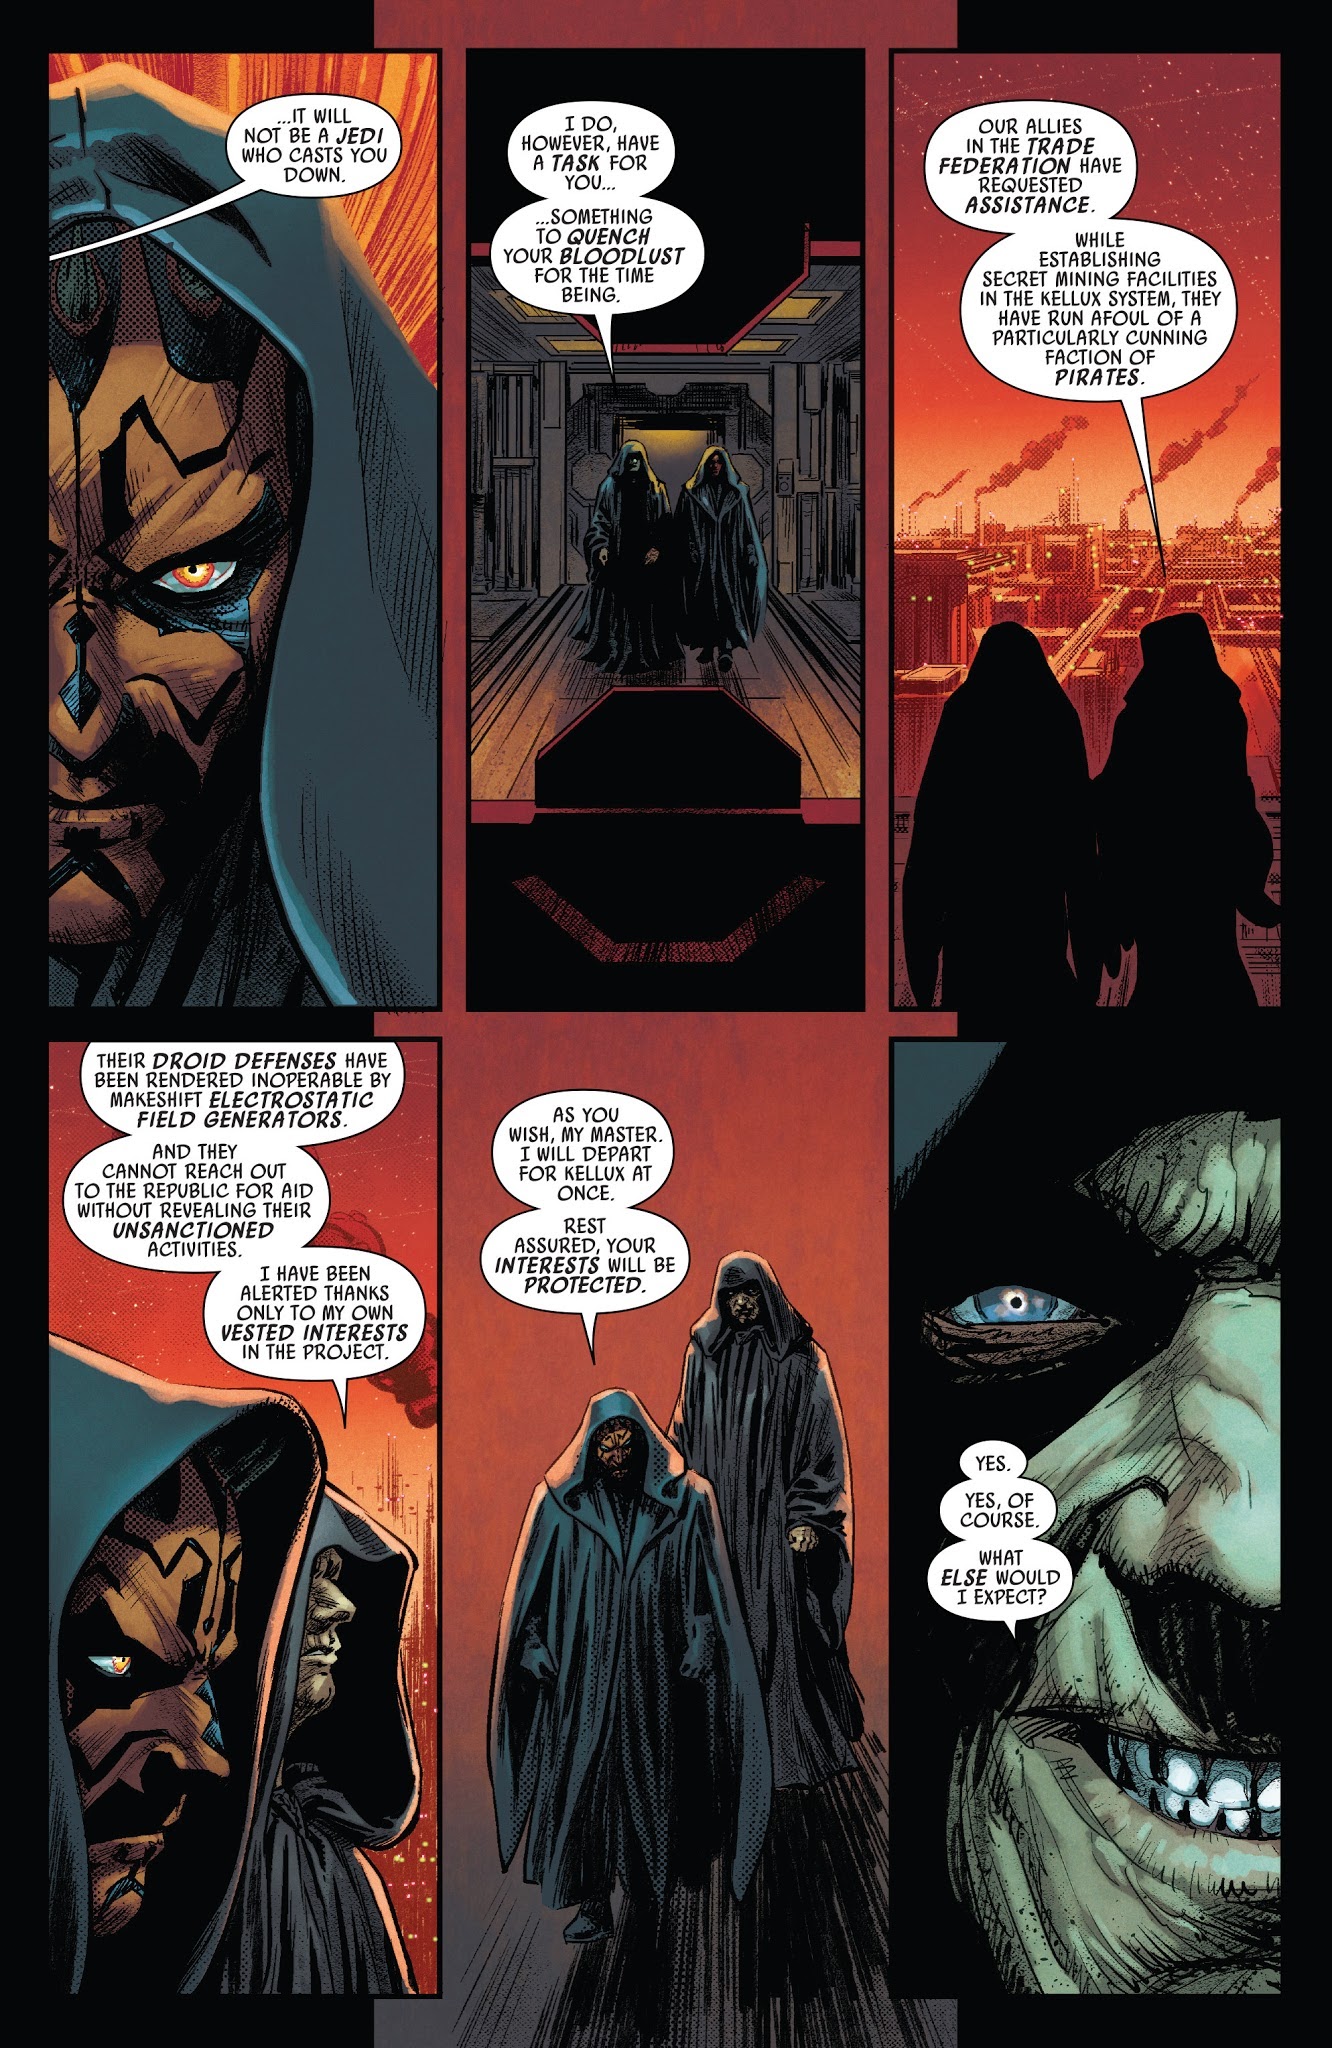 ...IT WILL
NOT BE A JEDI
WHO CASTS YOU
DOWN.
I DO,
HOWEVER, HAVE
A TASK FOR
YOU...
...SOMETHING
TO QUENCH
YOUR BLOODLUST
FOR THE TIME
BEING.
OUR ALLIES
IN THE TRADE
FEDERATION HAVE
REQUESTED
ASSISTANCE.
WHILE
ESTABLISHING
SECRET MINING FACILITIES
IN THE KELLUX SYSTEM, THEY
HAVE RUN AFOUL OF A
PARTICULARLY CUNNING
FACTION OF
PIRATES.
THEIR DROID DEFENSES HAVE
BEEN RENDERED INOPERABLE BY
MAKESHIFT ELECTROSTATIC
FIELD GENERATORS.
AND THEY
CANNOT REACH OUT
TO THE REPUBLIC FOR AID
WITHOUT REVEALING THEIR
UNSANCTIONED
ACTIVITIES.
I HAVE BEEN
ALERTED THANKS
ONLY TO MY OWN
VESTED INTERESTS
IN THE PROJECT.
AS YOU
WISH, MY MASTER.
I WILL DEPART
FOR KELLUX AT
ONCE.
REST
ASSURED, YOUR
INTERESTS WILL BE
PROTECTED.
YES.
YES, OF
COURSE.
WHAT
ELSE WOULD
I EXPECT?